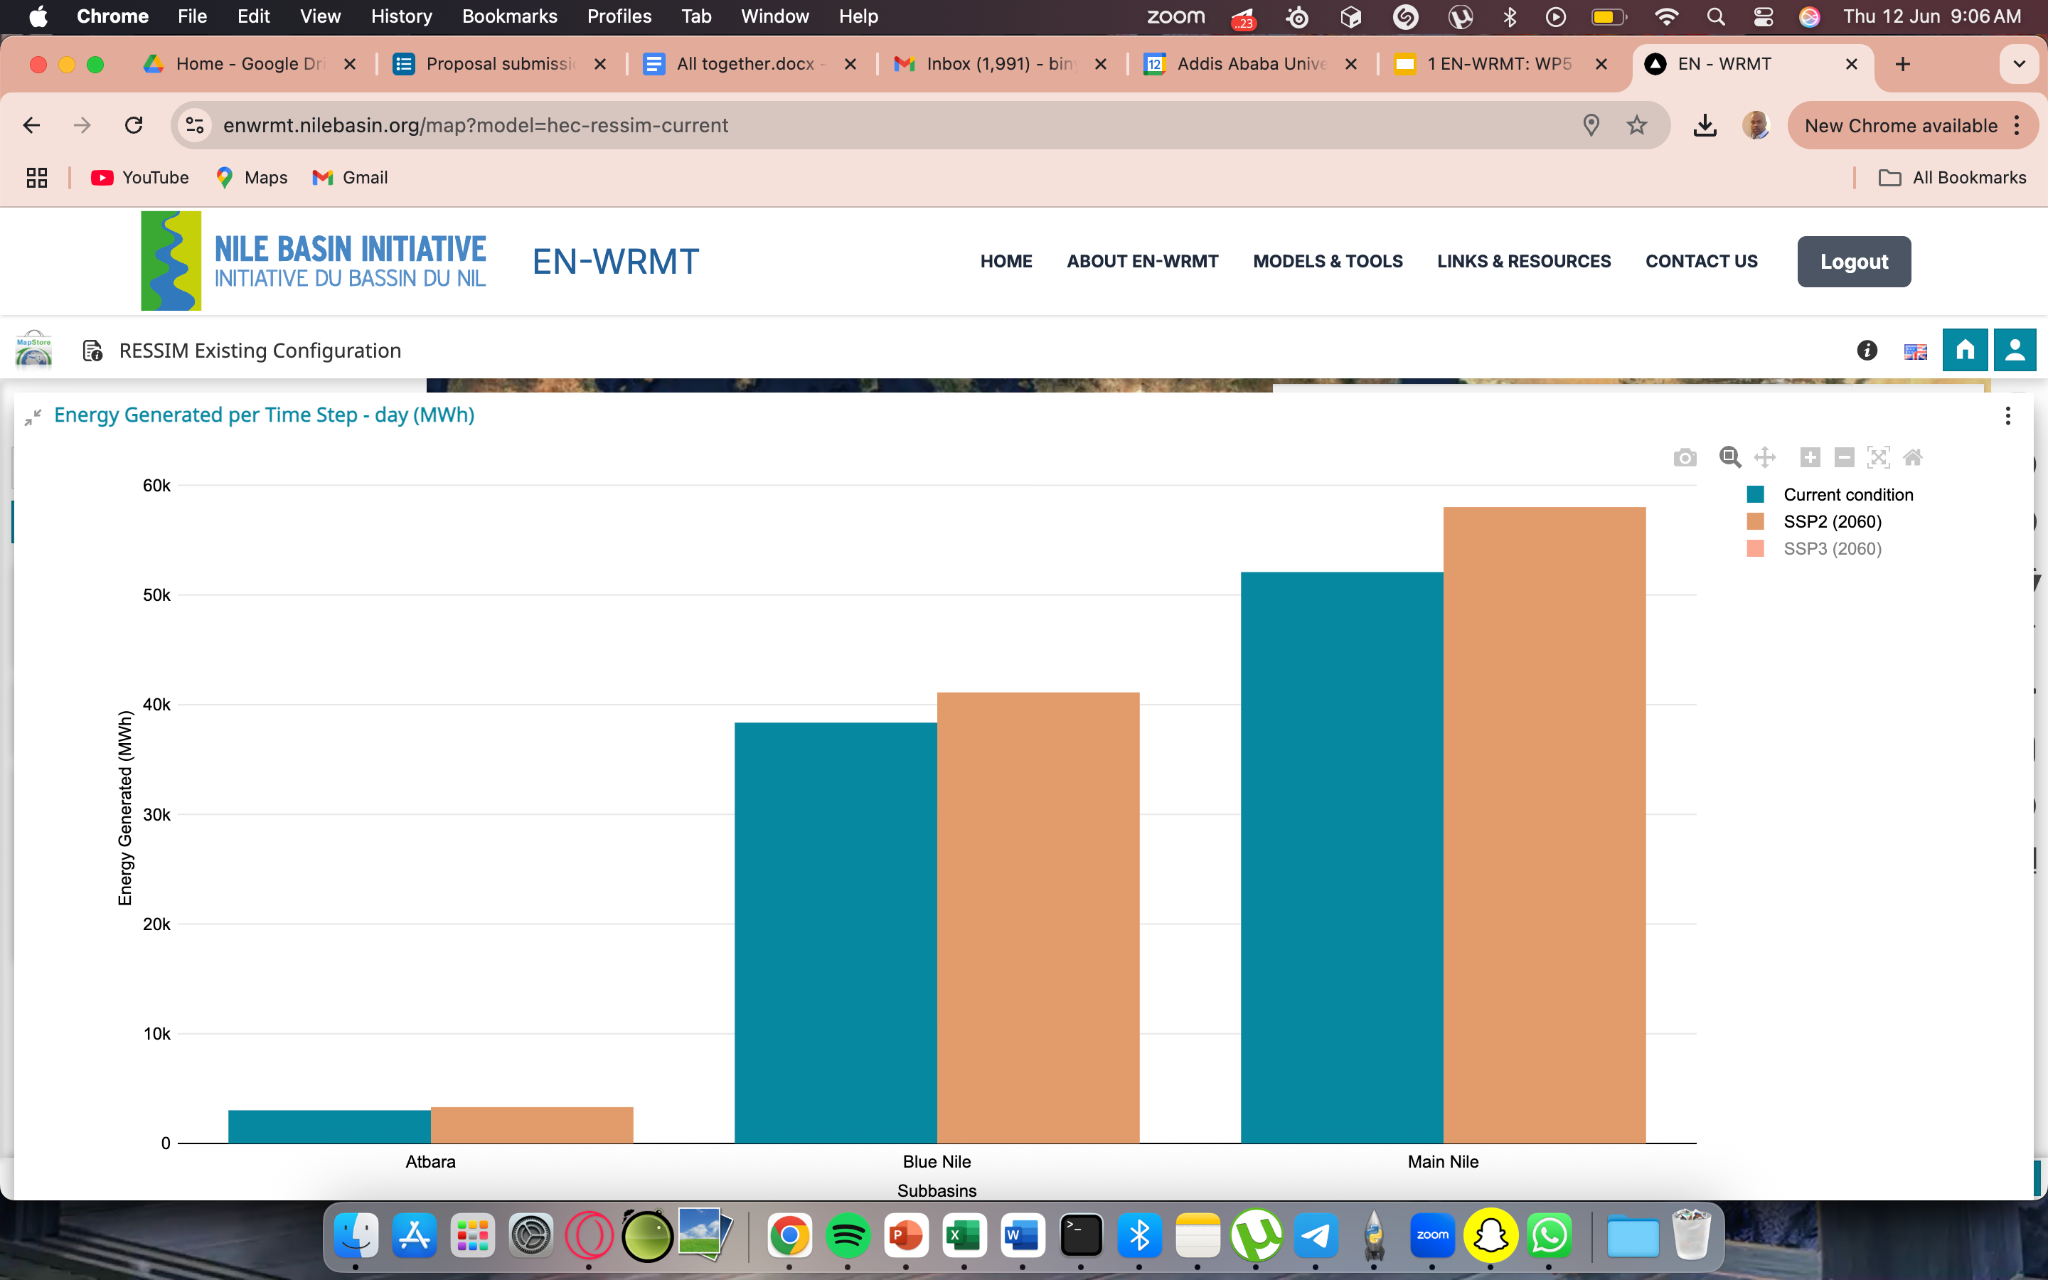 Chrome File Edit View History Bookmarks Profiles Tab Window Help zoom ..23 Thu 12 Jun 9:06 AM
Home - Google Dri Proposal submissi All together.docx - Inbox (1,991) - bin 12 Addis Ababa Unive 1 EN-WRMT: WP5 EN - WRMT
enwrmt.nilebasin.org/map?model=hec-ressim-current New Chrome available
YouTube Maps Gmail All Bookmarks
NILE BASIN INITIATIVE
INITIATIVE DU BASSIN DU NIL
EN-WRMT HOME ABOUT EN-WRMT MODELS & TOOLS LINKS & RESOURCES CONTACT US Logout
MapStore RESSIM Existing Configuration
Energy Generated per Time Step - day (MWh)
60k
50k
40k
30k
20k
10k
0
Energy Generated (MWh)
Current condition
SSP2 (2060)
SSP3 (2060)
Atbara Blue Nile Main Nile
Subbasins
P X W >_ zoom